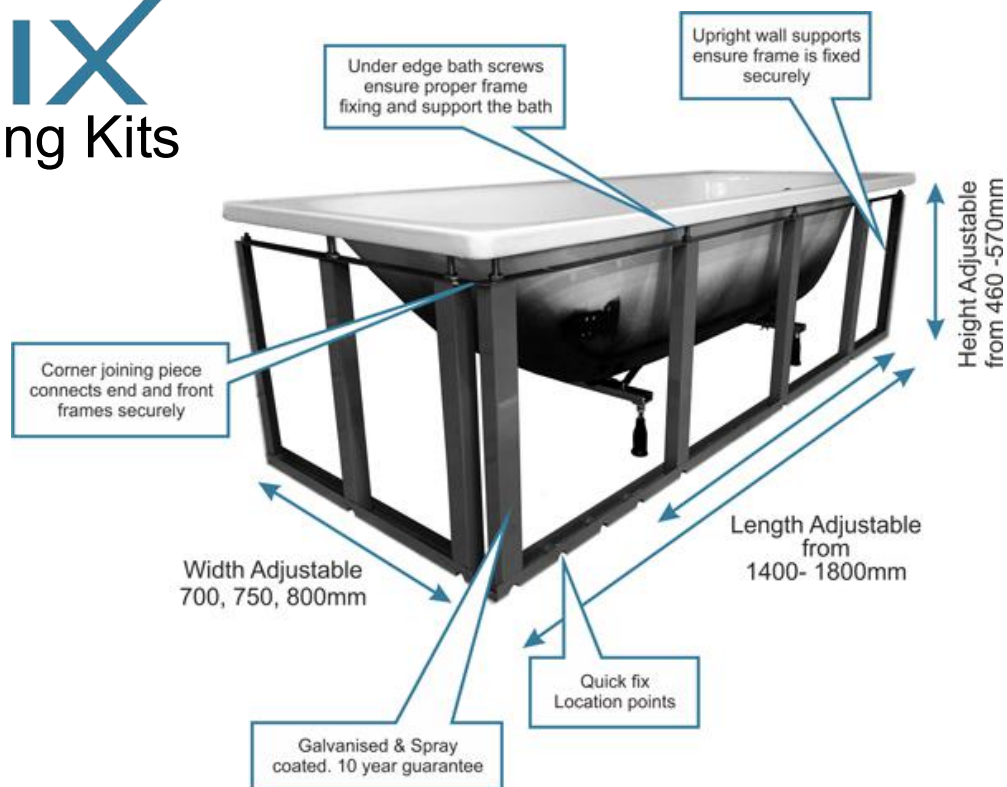 IX
ng Kits
Under edge bath screws
ensure proper frame
fixing and support the bath
Upright wall supports
ensure frame is fixed
securely
Height Adjustable
from 460 -570mm
Corner joining piece
connects end and front
frames securely
Width Adjustable
700, 750, 800mm
Length Adjustable
from
1400- 1800mm
Quick fix
Location points
Galvanised & Spray
coated. 10 year guarantee